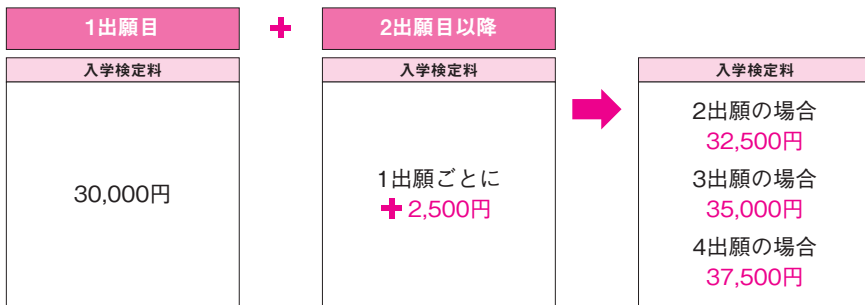 1出願目
+
2出願目以降
入学検定料
30,000円
入学検定料
1出願ごとに
+2,500円
入学検定料
2出願の場合
32,500円
3出願の場合
35,000円
4出願の場合
37,500円